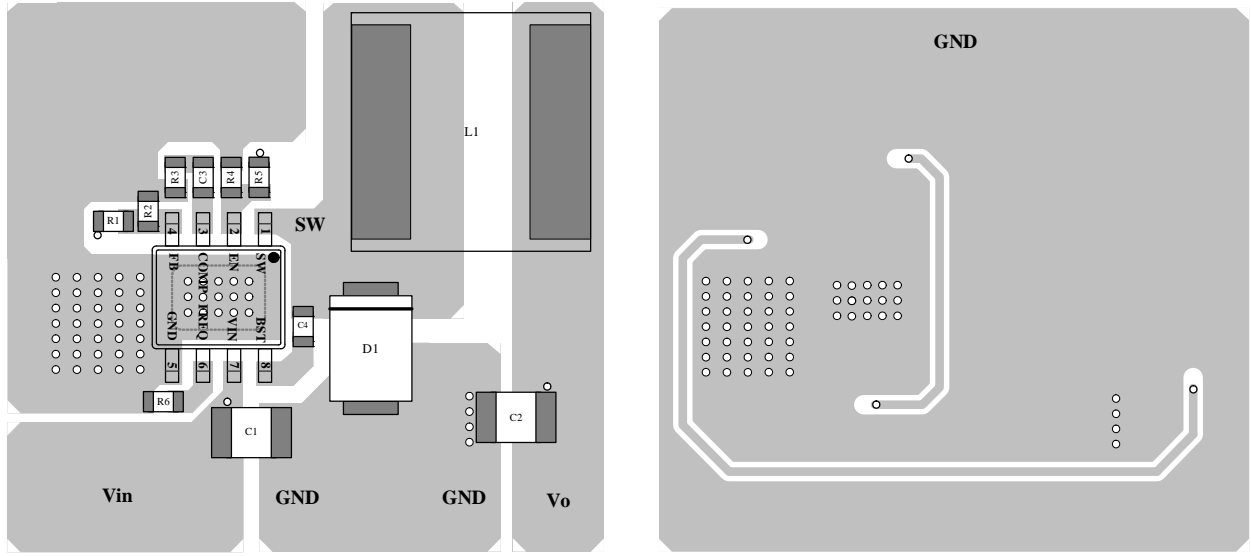 GND
L1
R3
C3
R4
R5
R2
R1
SW
4
3
2
1
FB
COMP
EN
SW
GND
FREQ
VIN
BST
C4
D1
5
6
7
8
R6
C1
C2
Vin
GND
GND
Vo